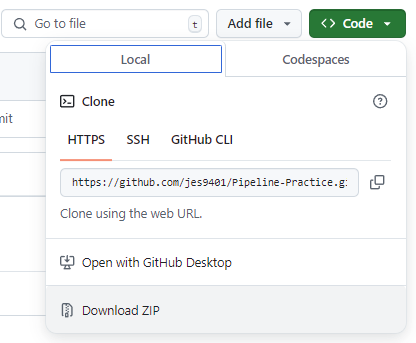 Go to file
t
Add file
<> Code
Local
Codespaces
mit
Clone
HTTPS
SSH
GitHub CLI
https://github.com/jes9401/Pipeline-Practice.gi
Clone using the web URL.
Open with GitHub Desktop
Download ZIP